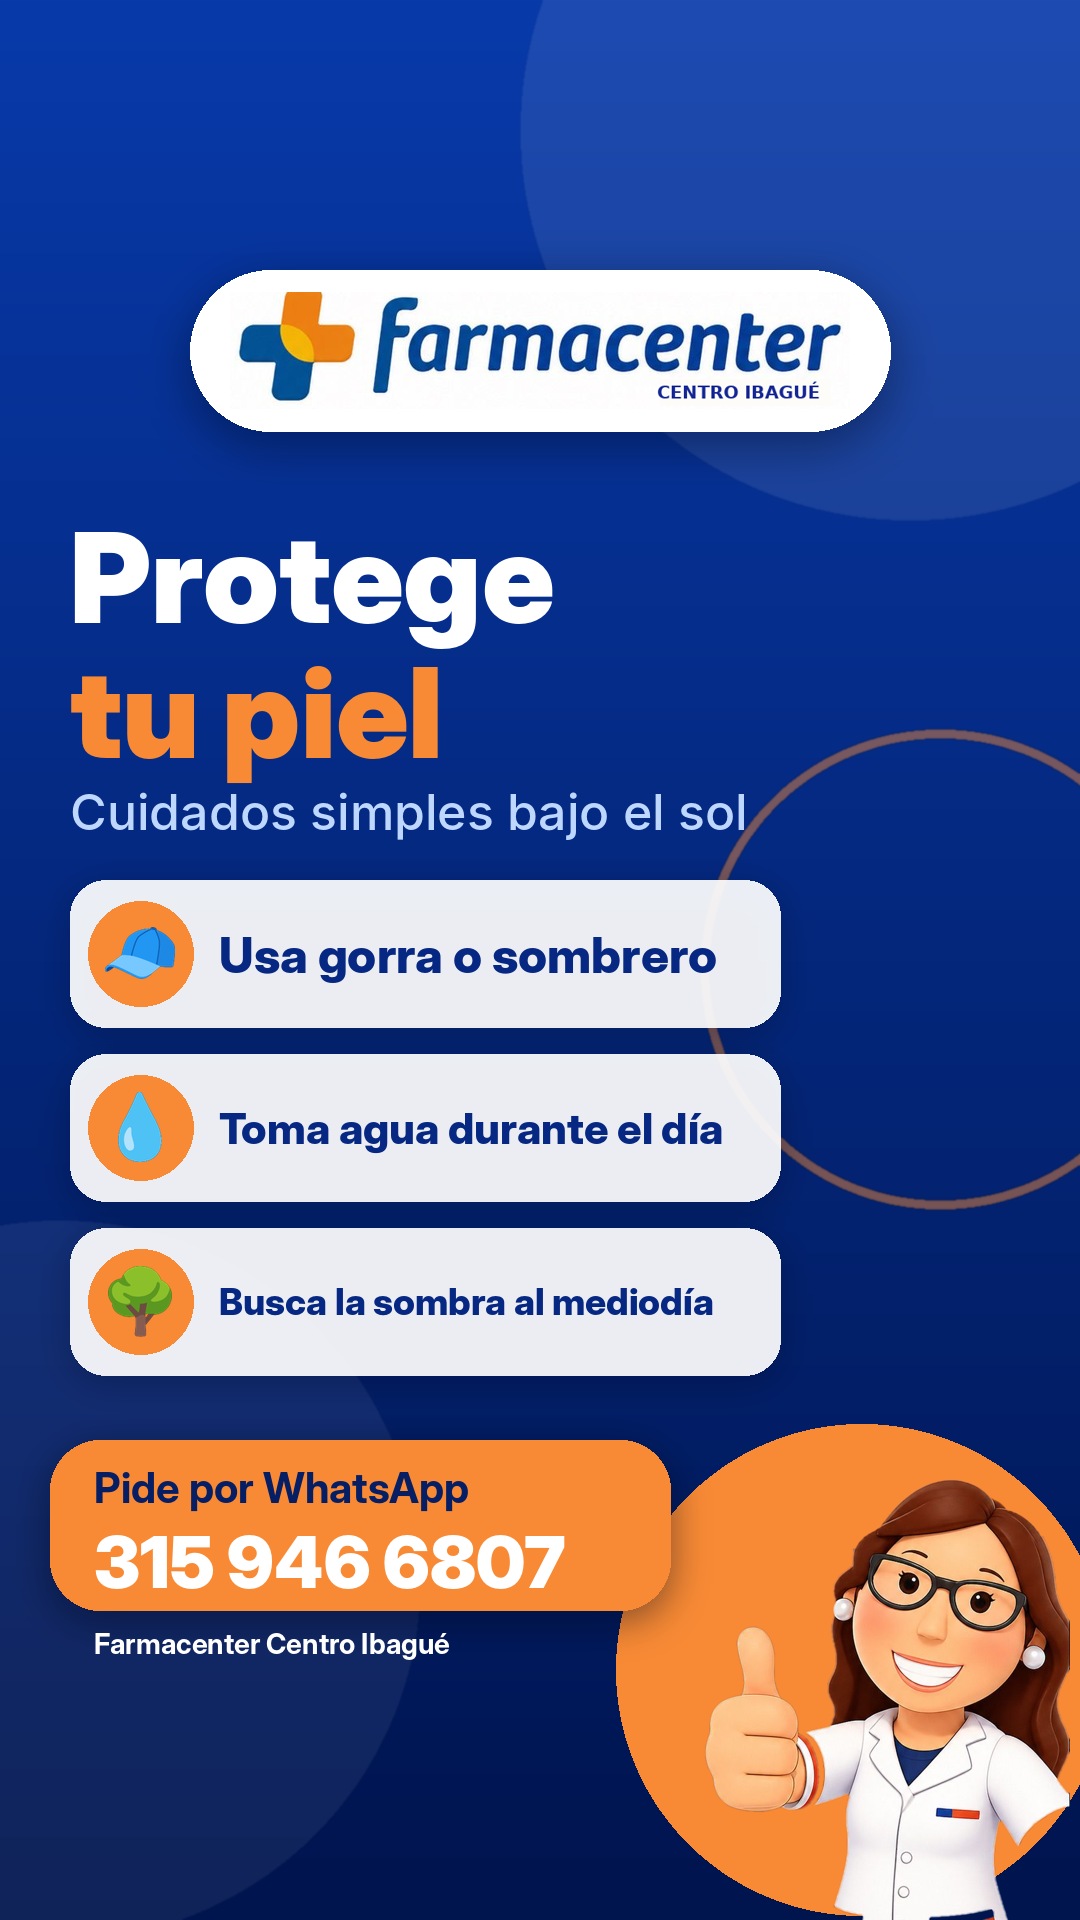 farmacenter
CENTRO IBAGUÉ
Protege
tu piel
Cuidados simples bajo el sol
Usa gorra o sombrero
Toma agua durante el día
Busca la sombra al mediodía
Pide por WhatsApp
315 946 6807
Farmacenter Centro Ibagué